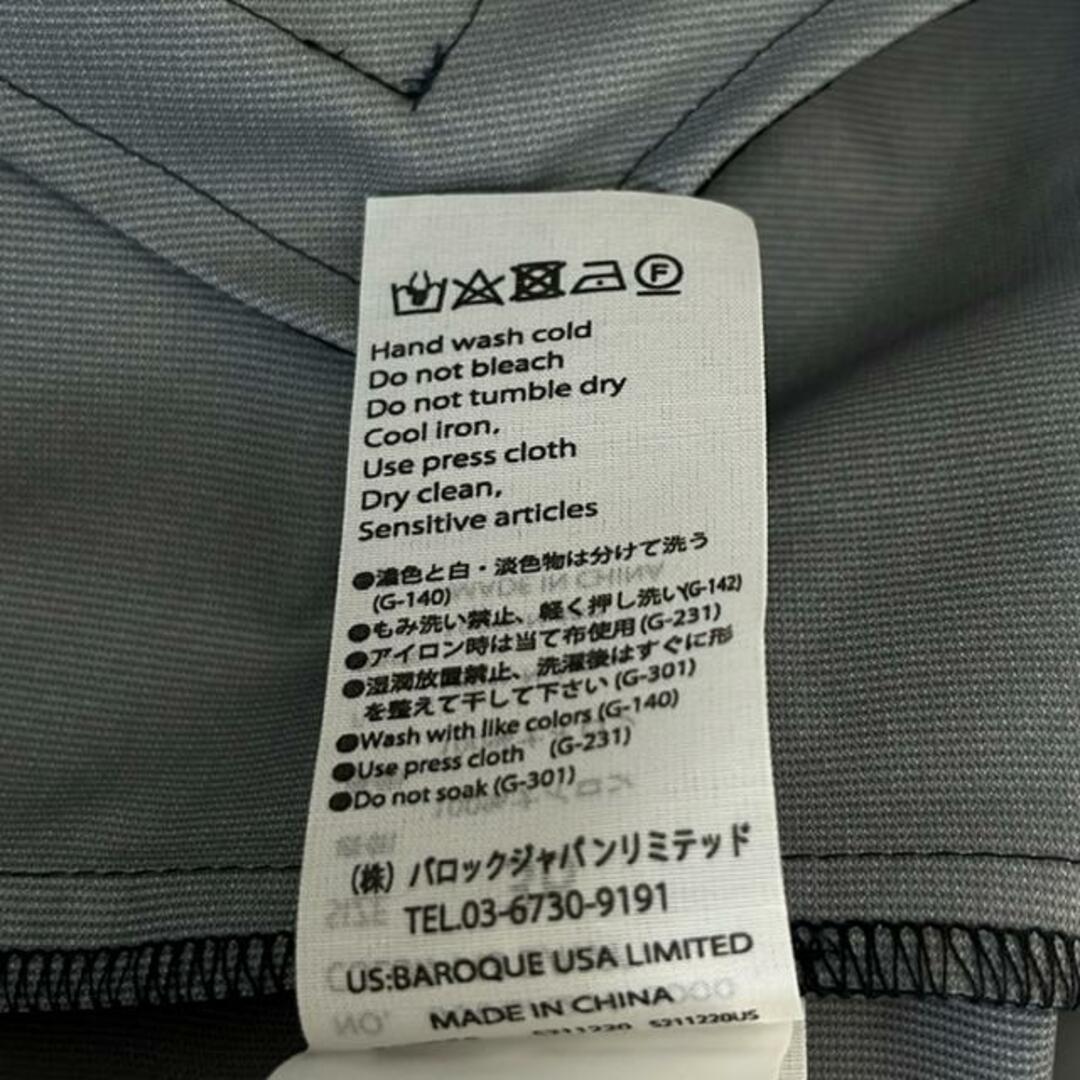 F
Hand wash cold
Do not bleach
Do not tumble dry
Cool iron,
Use press cloth
Dry clean,
Sensitive articles
●濃色と白・淡色物は分けて洗う
(G-140)
●もみ洗い禁止、軽く押し洗い(G-142)
●アイロン時は当て布使用(G-231)
●湿潤放置禁止、洗濯後はすぐに形
を整えて干して下さい(G-301)
●Wash with like colors (G-140)
●Use press cloth (G-231)
●Do not soak (G-301)
(株) バロックジャパンリミテッド
TEL.03-6730-9191
US:BAROQUE USA LIMITED
MADE IN CHINA